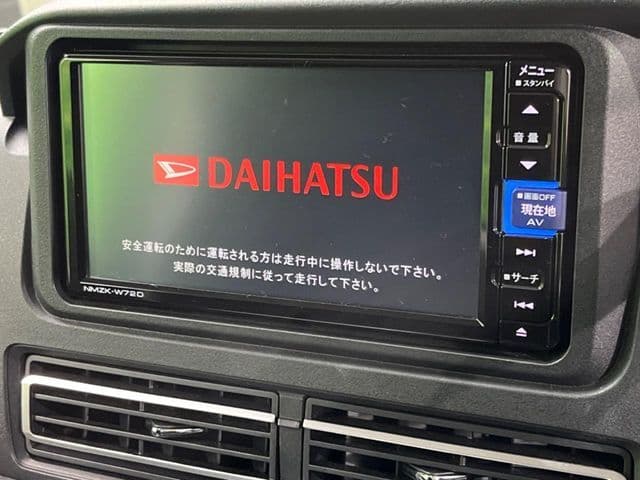 DAIHATSU
安全運転のために運転される方は走行中に操作しないで下さい。
実際の交通規制に従って走行して下さい。
NMZK-W72D
メニュー
■スタンバイ
▲
音量
▼
■画面OFF
現在地
AV
▶▶|
■サーチ
|◀◀
⏏